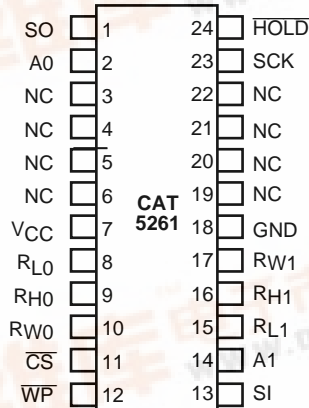 SO 1 24 HOLD
A0 2 23 SCK
NC 3 22 NC
NC 4 21 NC
NC 5 20 NC
NC 6 19 NC
CAT
5261
VCC 7 18 GND
RL0 8 17 RW1
RH0 9 16 RH1
RW0 10 15 RL1
CS 11 14 A1
WP 12 13 SI